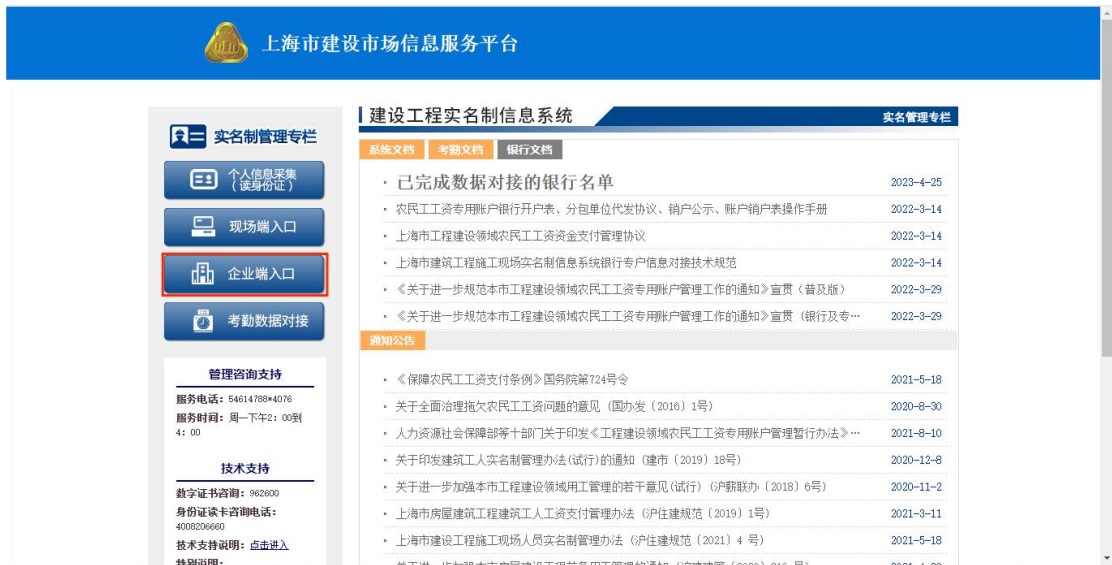 上海市建设市场信息服务平台
实名制管理专栏
个人信息采集
（读身份证）
现场端入口
企业端入口
考勤数据对接
管理咨询支持
服务电话：54614788*4076
服务时间：周一下午2：00到
4：00
技术支持
数字证书咨询：962600
身份证读卡咨询电话：
4008206660
技术支持说明：点击进入
特别说明：
建设工程实名制信息系统
实名管理专栏
系统文档 考勤文档 银行文档
· 已完成数据对接的银行名单 2023-4-25
· 农民工工资专用账户银行开户表、分包单位代发协议、销户公示、账户销户表操作手册 2022-3-14
· 上海市工程建设领域农民工工资资金支付管理协议 2022-3-14
· 上海市建筑工程施工现场实名制信息系统银行专户信息对接技术规范 2022-3-14
· 《关于进一步规范本市工程建设领域农民工工资专用账户管理工作的通知》宣贯（普及版） 2022-3-29
· 《关于进一步规范本市工程建设领域农民工工资专用账户管理工作的通知》宣贯（银行及专… 2022-3-29
通知公告
· 《保障农民工工资支付条例》国务院第724号令 2021-5-18
· 关于全面治理拖欠农民工工资问题的意见（国办发〔2016〕1号） 2020-8-30
· 人力资源社会保障部等十部门关于印发《工程建设领域农民工工资专用账户管理暂行办法》… 2021-8-10
· 关于印发建筑工人实名制管理办法(试行)的通知（建市〔2019〕18号） 2020-12-8
· 关于进一步加强本市工程建设领域用工管理的若干意见(试行)（沪薪联办〔2018〕6号） 2020-11-2
· 上海市房屋建筑工程建筑工人工资支付管理办法（沪住建规范〔2019〕1号） 2021-3-11
· 上海市建设工程施工现场人员实名制管理办法（沪住建规范〔2021〕4 号） 2021-5-18